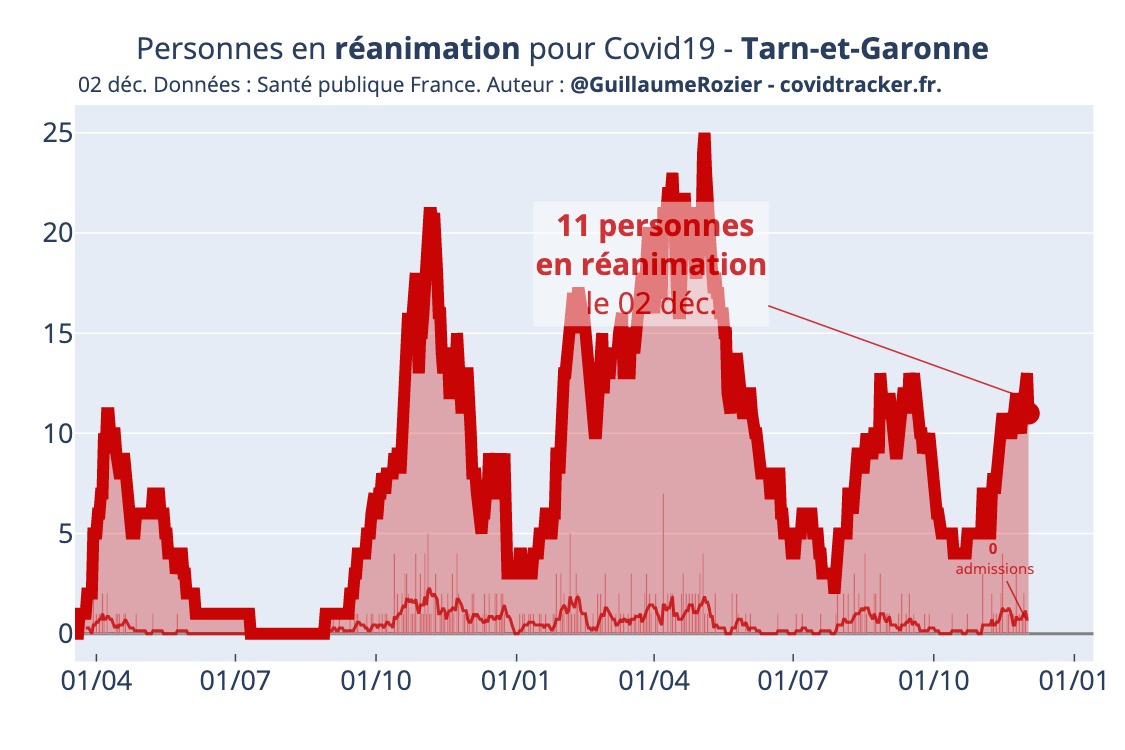 Personnes en réanimation pour Covid19 - Tarn-et-Garonne
02 déc. Données : Santé publique France. Auteur : @GuillaumeRozier - covidtracker.fr.
25
20
15
10
5
0
11 personnes
en réanimation
le 02 déc.
0
admissions
01/04
01/07
01/10
01/01
01/04
01/07
01/10
01/01